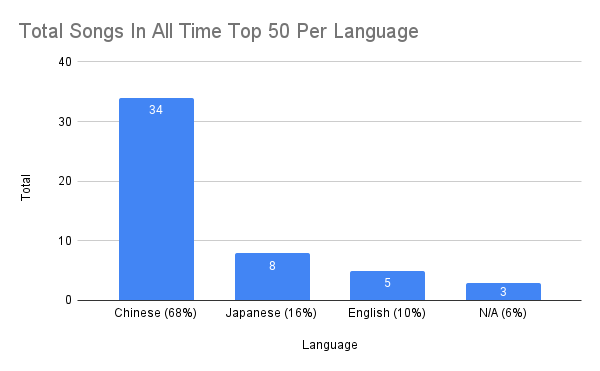 Total Songs In All Time Top 50 Per Language
40
30
20
10
0
Total
34
8
5
3
Chinese (68%)
Japanese (16%)
English (10%)
N/A (6%)
Language